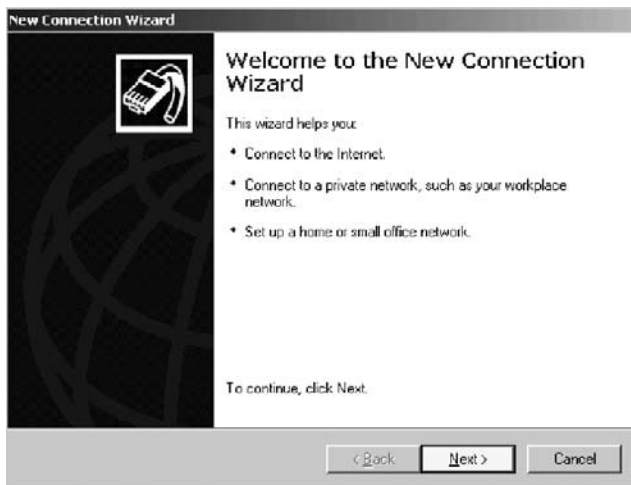 New Connection Wizard
Welcome to the New Connection
Wizard
This wizard helps you:
• Connect to the Internet.
• Connect to a private network, such as your workplace
network.
• Set up a home or small office network.
To continue, click Next.
< Back Next > Cancel